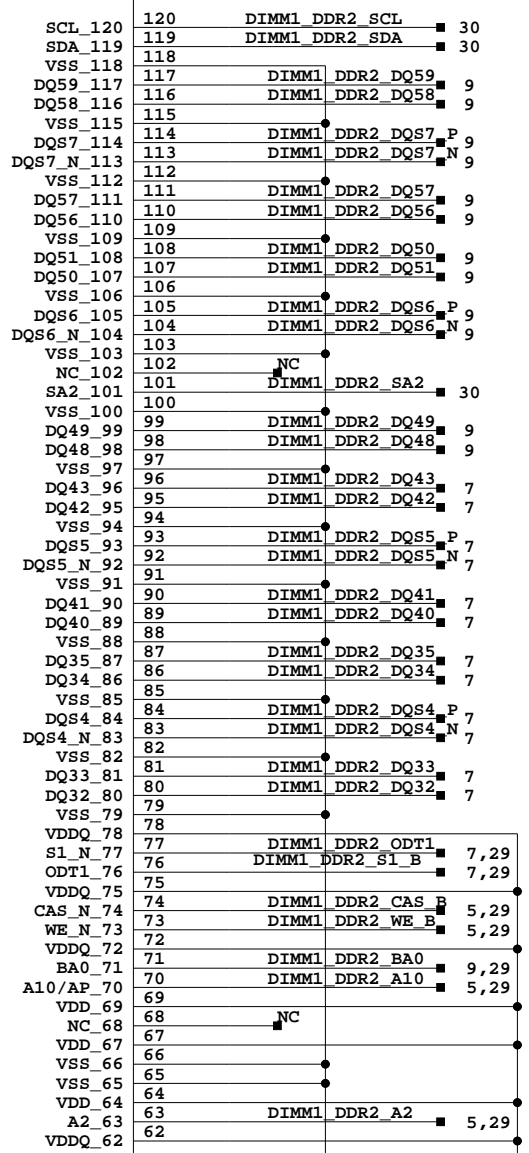 SCL_120 120 DIMM1_DDR2_SCL 30
SDA_119 119 DIMM1_DDR2_SDA 30
VSS_118 118
DQ59_117 117 DIMM1_DDR2_DQ59 9
DQ58_116 116 DIMM1_DDR2_DQ58 9
VSS_115 115
DQS7_114 114 DIMM1_DDR2_DQS7_P 9
DQS7_N_113 113 DIMM1_DDR2_DQS7_N 9
VSS_112 112
DQ57_111 111 DIMM1_DDR2_DQ57 9
DQ56_110 110 DIMM1_DDR2_DQ56 9
VSS_109 109
DQ51_108 108 DIMM1_DDR2_DQ50 9
DQ50_107 107 DIMM1_DDR2_DQ51 9
VSS_106 106
DQS6_105 105 DIMM1_DDR2_DQS6_P 9
DQS6_N_104 104 DIMM1_DDR2_DQS6_N 9
VSS_103 103
NC_102 102 NC
SA2_101 101 DIMM1_DDR2_SA2 30
VSS_100 100
DQ49_99 99 DIMM1_DDR2_DQ49 9
DQ48_98 98 DIMM1_DDR2_DQ48 9
VSS_97 97
DQ43_96 96 DIMM1_DDR2_DQ43 7
DQ42_95 95 DIMM1_DDR2_DQ42 7
VSS_94 94
DQS5_93 93 DIMM1_DDR2_DQS5_P 7
DQS5_N_92 92 DIMM1_DDR2_DQS5_N 7
VSS_91 91
DQ41_90 90 DIMM1_DDR2_DQ41 7
DQ40_89 89 DIMM1_DDR2_DQ40 7
VSS_88 88
DQ35_87 87 DIMM1_DDR2_DQ35 7
DQ34_86 86 DIMM1_DDR2_DQ34 7
VSS_85 85
DQS4_84 84 DIMM1_DDR2_DQS4_P 7
DQS4_N_83 83 DIMM1_DDR2_DQS4_N 7
VSS_82 82
DQ33_81 81 DIMM1_DDR2_DQ33 7
DQ32_80 80 DIMM1_DDR2_DQ32 7
VSS_79 79
VDDQ_78 78
S1_N_77 77 DIMM1_DDR2_ODT1 7,29
ODT1_76 76 DIMM1_DDR2_S1_B 7,29
VDDQ_75 75
CAS_N_74 74 DIMM1_DDR2_CAS_B 5,29
WE_N_73 73 DIMM1_DDR2_WE_B 5,29
VDDQ_72 72
BA0_71 71 DIMM1_DDR2_BA0 9,29
A10/AP_70 70 DIMM1_DDR2_A10 5,29
VDD_69 69
NC_68 68 NC
VDD_67 67
VSS_66 66
VSS_65 65
VDD_64 64
A2_63 63 DIMM1_DDR2_A2 5,29
VDDQ_62 62